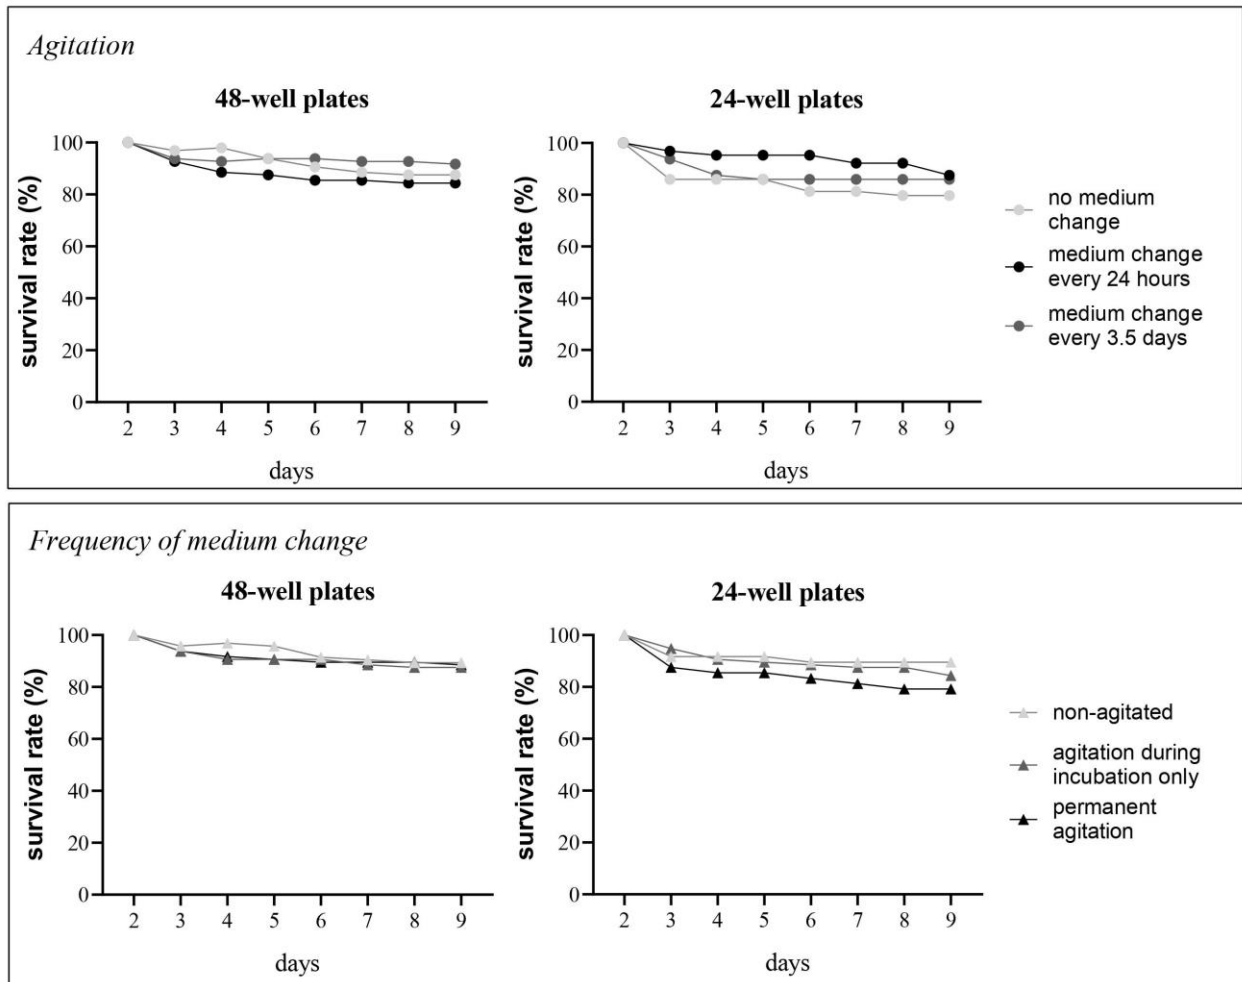 Agitation
48-well plates
24-well plates
survival rate (%)
100
80
60
40
20
0
2 3 4 5 6 7 8 9
days
survival rate (%)
100
80
60
40
20
0
2 3 4 5 6 7 8 9
days
no medium
change
medium change
every 24 hours
medium change
every 3.5 days
Frequency of medium change
48-well plates
24-well plates
survival rate (%)
100
80
60
40
20
0
2 3 4 5 6 7 8 9
days
survival rate (%)
100
80
60
40
20
0
2 3 4 5 6 7 8 9
days
non-agitated
agitation during
incubation only
permanent
agitation